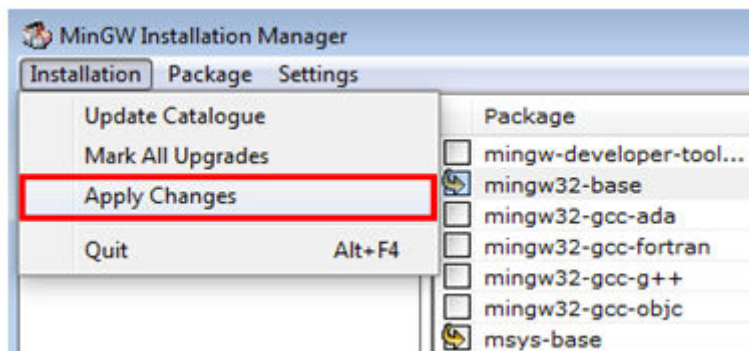 MinGW Installation Manager
Installation Package Settings
Update Catalogue
Mark All Upgrades
Apply Changes
Quit Alt+F4
Package
mingw-developer-tool...
mingw32-base
mingw32-gcc-ada
mingw32-gcc-fortran
mingw32-gcc-g++
mingw32-gcc-objc
msys-base